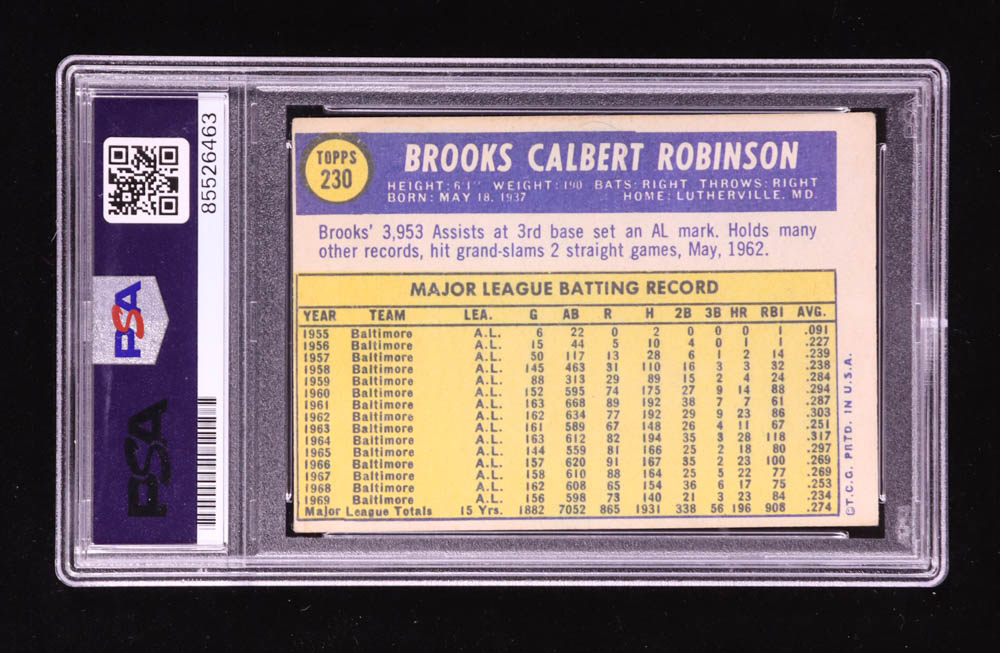 85526463
PSA
PSA
TOPPS
230
BROOKS CALBERT ROBINSON
HEIGHT: 6'1" WEIGHT: 190 BATS: RIGHT THROWS: RIGHT
BORN: MAY 18, 1937 HOME: LUTHERVILLE, MD.
Brooks' 3,953 Assists at 3rd base set an AL mark. Holds many
other records, hit grand-slams 2 straight games, May, 1962.
MAJOR LEAGUE BATTING RECORD
YEAR TEAM LEA. G AB R H 2B 3B HR RBI AVG.
1955 Baltimore A.L. 6 22 0 2 0 0 0 1 .091
1956 Baltimore A.L. 15 44 5 10 4 0 1 1 .227
1957 Baltimore A.L. 50 117 13 28 6 1 2 14 .239
1958 Baltimore A.L. 145 463 31 110 16 3 3 32 .238
1959 Baltimore A.L. 88 313 29 89 15 2 4 24 .284
1960 Baltimore A.L. 152 595 74 175 27 9 14 88 .294
1961 Baltimore A.L. 163 668 89 192 38 7 7 61 .287
1962 Baltimore A.L. 162 634 77 192 29 9 23 86 .303
1963 Baltimore A.L. 161 589 67 148 26 4 11 67 .251
1964 Baltimore A.L. 163 612 82 194 35 3 28 118 .317
1965 Baltimore A.L. 144 559 81 166 25 2 18 80 .297
1966 Baltimore A.L. 157 620 91 167 35 2 23 100 .269
1967 Baltimore A.L. 158 610 88 164 25 5 22 77 .269
1968 Baltimore A.L. 162 608 65 154 36 6 17 75 .253
1969 Baltimore A.L. 156 598 73 140 21 3 23 84 .234
Major League Totals 15 Yrs. 1882 7052 865 1931 338 56 196 908 .274
©T.C.G. PRTD. IN U.S.A.